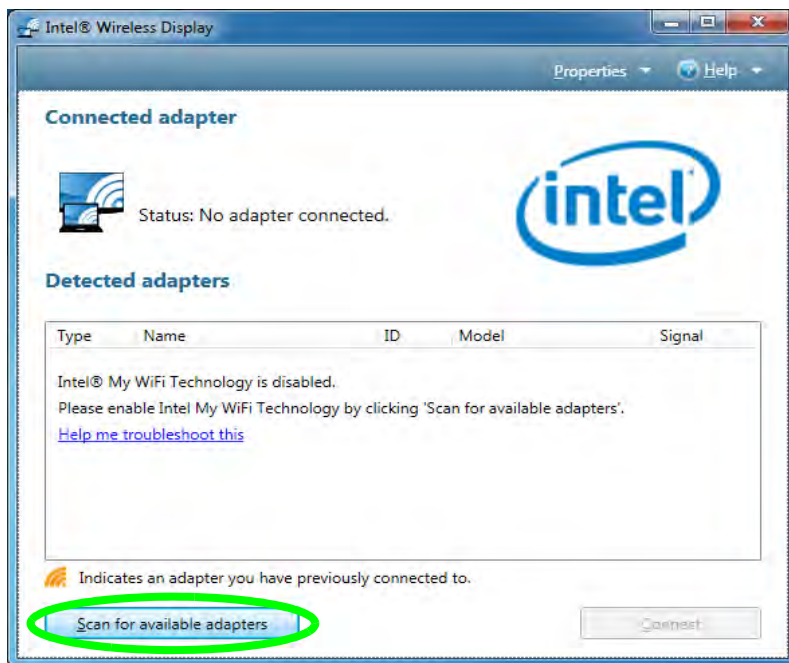 Intel® Wireless Display
Properties Help
Connected adapter
intel
Status: No adapter connected.
Detected adapters
Type Name ID Model Signal
Intel® My WiFi Technology is disabled.
Please enable Intel My WiFi Technology by clicking 'Scan for available adapters'.
Help me troubleshoot this
Indicates an adapter you have previously connected to.
Scan for available adapters Connect